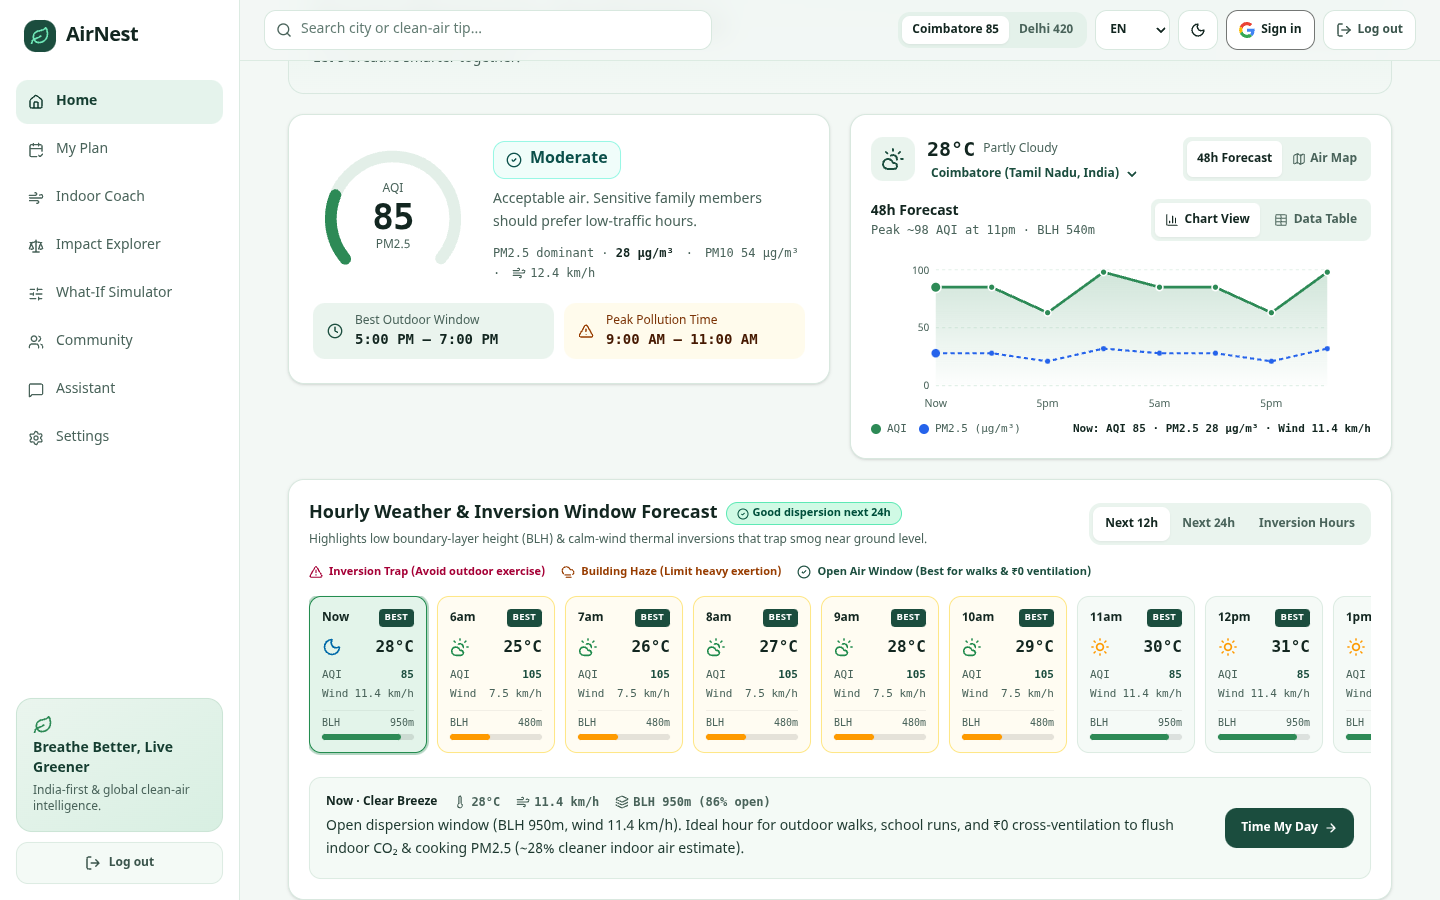 AirNest
Search city or clean-air tip...
Coimbatore 85
Delhi 420
EN
Sign in
Log out
Home
My Plan
Indoor Coach
Impact Explorer
What-If Simulator
Community
Assistant
Settings
Breathe Better, Live
Greener
India-first & global clean-air
intelligence.
Log out
AQI
85
PM2.5
Moderate
Acceptable air. Sensitive family members
should prefer low-traffic hours.
PM2.5 dominant · 28 µg/m³ · PM10 54 µg/m³
· 12.4 km/h
Best Outdoor Window
5:00 PM – 7:00 PM
Peak Pollution Time
9:00 AM – 11:00 AM
28°C Partly Cloudy
Coimbatore (Tamil Nadu, India)
48h Forecast
Air Map
48h Forecast
Peak ~98 AQI at 11pm · BLH 540m
Chart View
Data Table
100
50
0
Now 5pm 5am 5pm
AQI PM2.5 (µg/m³)
Now: AQI 85 · PM2.5 28 µg/m³ · Wind 11.4 km/h
Hourly Weather & Inversion Window Forecast
Good dispersion next 24h
Highlights low boundary-layer height (BLH) & calm-wind thermal inversions that trap smog near ground level.
Next 12h
Next 24h
Inversion Hours
Inversion Trap (Avoid outdoor exercise)
Building Haze (Limit heavy exertion)
Open Air Window (Best for walks & ₹0 ventilation)
Now BEST
28°C
AQI 85
Wind 11.4 km/h
BLH 950m
6am BEST
25°C
AQI 105
Wind 7.5 km/h
BLH 480m
7am BEST
26°C
AQI 105
Wind 7.5 km/h
BLH 480m
8am BEST
27°C
AQI 105
Wind 7.5 km/h
BLH 480m
9am BEST
28°C
AQI 105
Wind 7.5 km/h
BLH 480m
10am BEST
29°C
AQI 105
Wind 7.5 km/h
BLH 480m
11am BEST
30°C
AQI 85
Wind 11.4 km/h
BLH 950m
12pm BEST
31°C
AQI 85
Wind 11.4 km/h
BLH 950m
1pm
AQI
Wind
BLH
Now · Clear Breeze 28°C 11.4 km/h BLH 950m (86% open)
Open dispersion window (BLH 950m, wind 11.4 km/h). Ideal hour for outdoor walks, school runs, and ₹0 cross-ventilation to flush
indoor CO₂ & cooking PM2.5 (~28% cleaner indoor air estimate).
Time My Day →